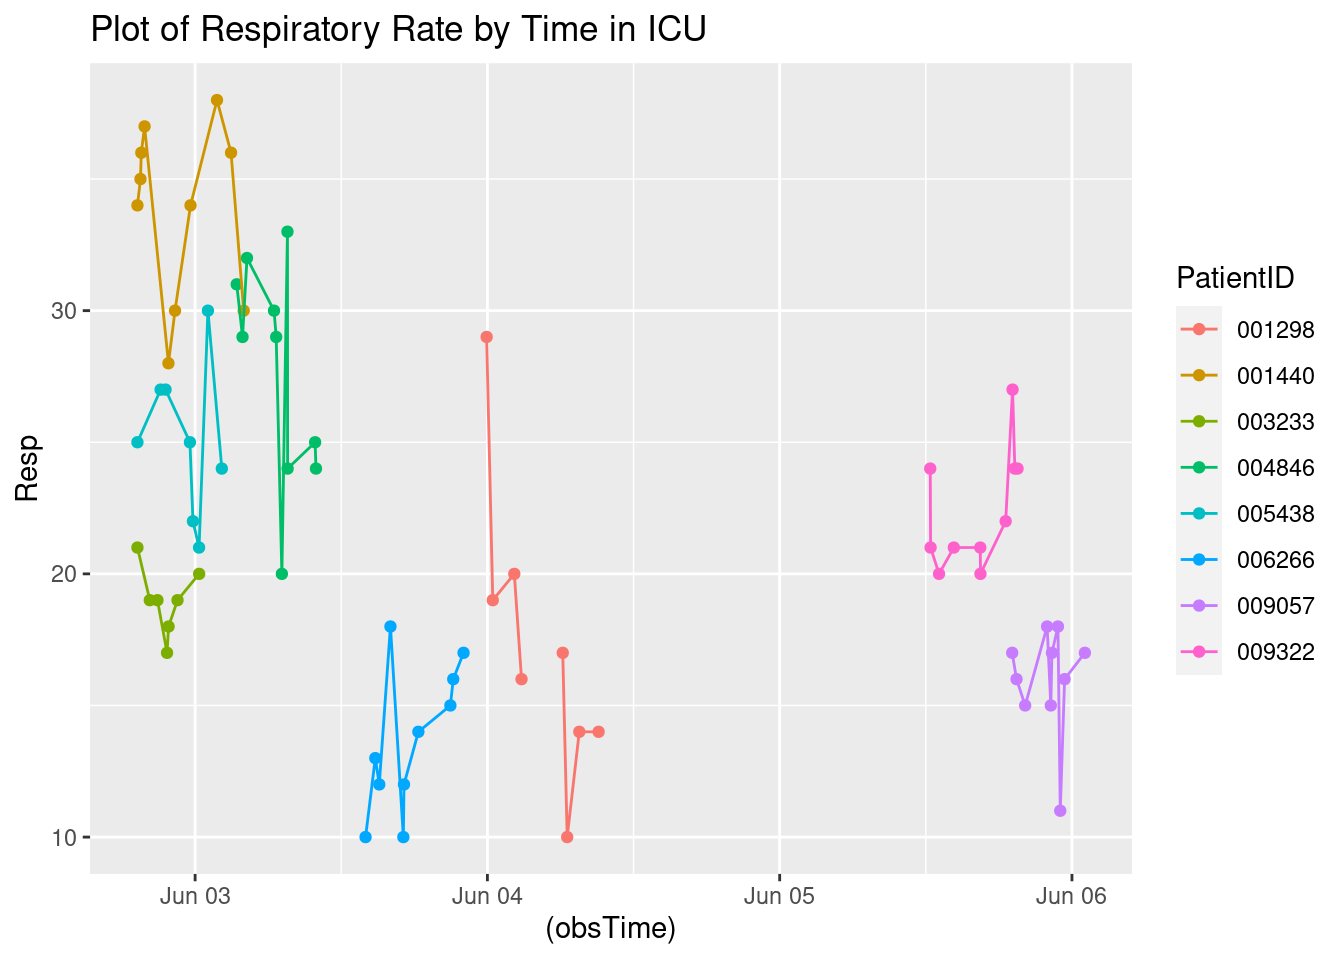 Plot of Respiratory Rate by Time in ICU
Resp
30
20
10
Jun 03
Jun 04
Jun 05
Jun 06
(obsTime)
PatientID
001298
001440
003233
004846
005438
006266
009057
009322